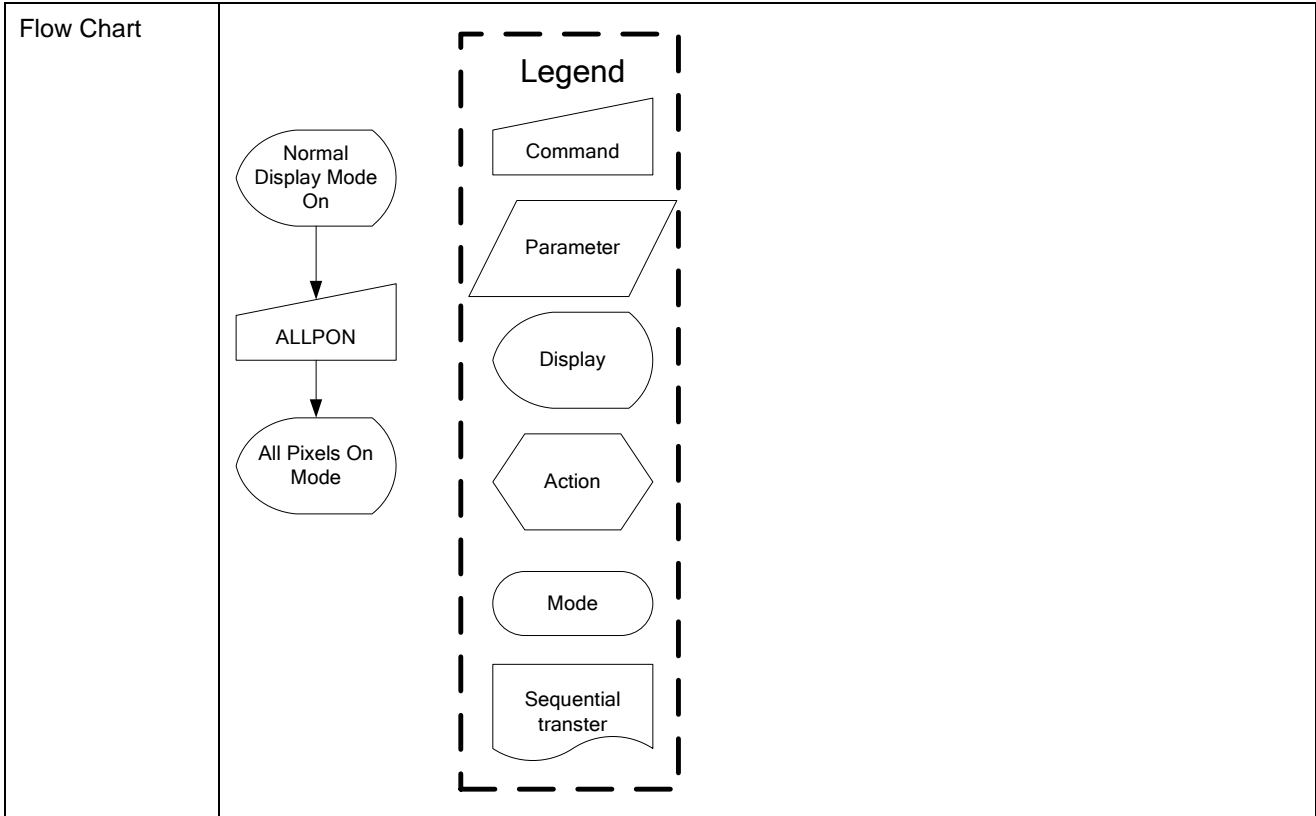 Flow Chart
Normal
Display Mode
On
ALLPON
All Pixels On
Mode
Legend
Command
Parameter
Display
Action
Mode
Sequential
transter